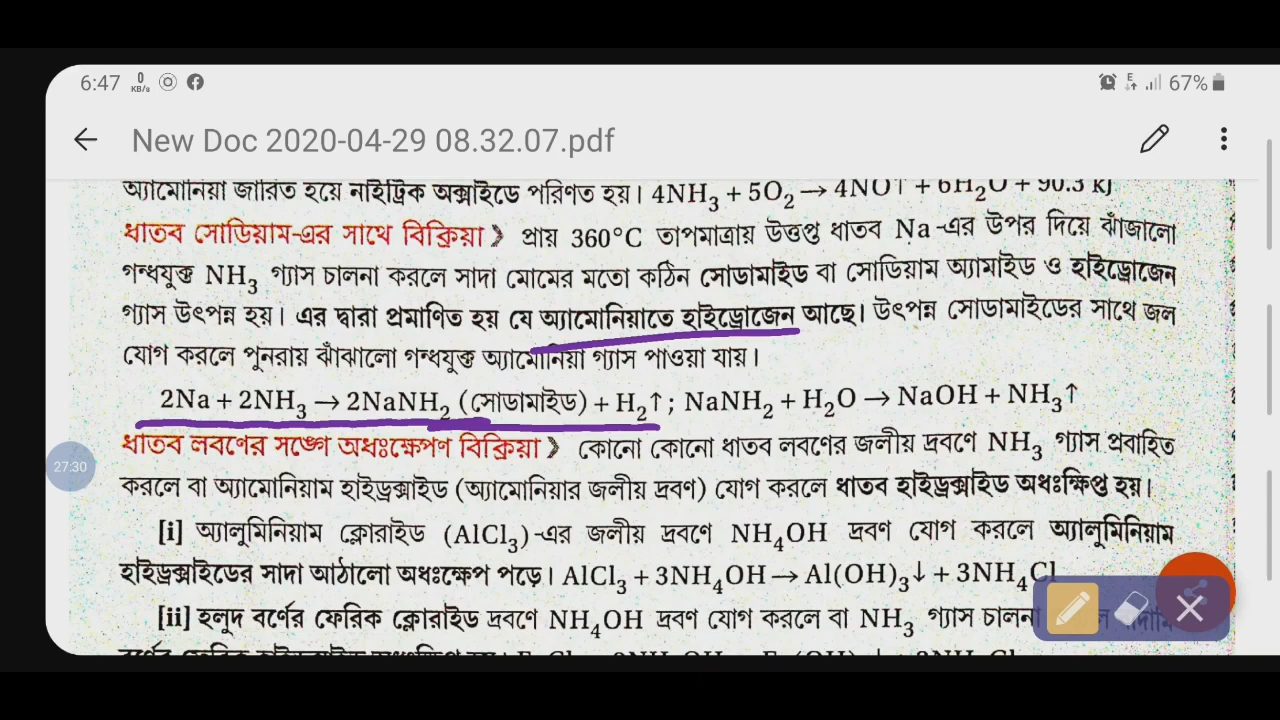 6:47 0 KB/s E 67%
New Doc 2020-04-29 08.32.07.pdf
অ্যামোনিয়া জারিত হয়ে নাইট্রিক অক্সাইডে পরিণত হয়। 4NH₃ + 5O₂ → 4NO↑ + 6H₂O + 90.3 kJ
ধাতব সোডিয়াম-এর সাথে বিক্রিয়া》 প্রায় 360°C তাপমাত্রায় উত্তপ্ত ধাতব Na-এর উপর দিয়ে ঝাঁজালো
গন্ধযুক্ত NH₃ গ্যাস চালনা করলে সাদা মোমের মতো কঠিন সোডামাইড বা সোডিয়াম অ্যামাইড ও হাইড্রোজেন
গ্যাস উৎপন্ন হয়। এর দ্বারা প্রমাণিত হয় যে অ্যামোনিয়াতে হাইড্রোজেন আছে। উৎপন্ন সোডামাইডের সাথে জল
যোগ করলে পুনরায় ঝাঁঝালো গন্ধযুক্ত অ্যামোনিয়া গ্যাস পাওয়া যায়।
2Na + 2NH₃ → 2NaNH₂ (সোডামাইড) + H₂↑ ; NaNH₂ + H₂O → NaOH + NH₃↑
ধাতব লবণের সঙ্গে অধঃক্ষেপণ বিক্রিয়া》 কোনো কোনো ধাতব লবণের জলীয় দ্রবণে NH₃ গ্যাস প্রবাহিত
27:30
করলে বা অ্যামোনিয়াম হাইড্রক্সাইড (অ্যামোনিয়ার জলীয় দ্রবণ) যোগ করলে ধাতব হাইড্রক্সাইড অধঃক্ষিপ্ত হয়।
[i] অ্যালুমিনিয়াম ক্লোরাইড (AlCl₃)-এর জলীয় দ্রবণে NH₄OH দ্রবণ যোগ করলে অ্যালুমিনিয়াম
হাইড্রক্সাইডের সাদা আঠালো অধঃক্ষেপ পড়ে। AlCl₃ + 3NH₄OH → Al(OH)₃↓ + 3NH₄Cl
[ii] হলুদ বর্ণের ফেরিক ক্লোরাইড দ্রবণে NH₄OH দ্রবণ যোগ করলে বা NH₃ গ্যাস চালনা